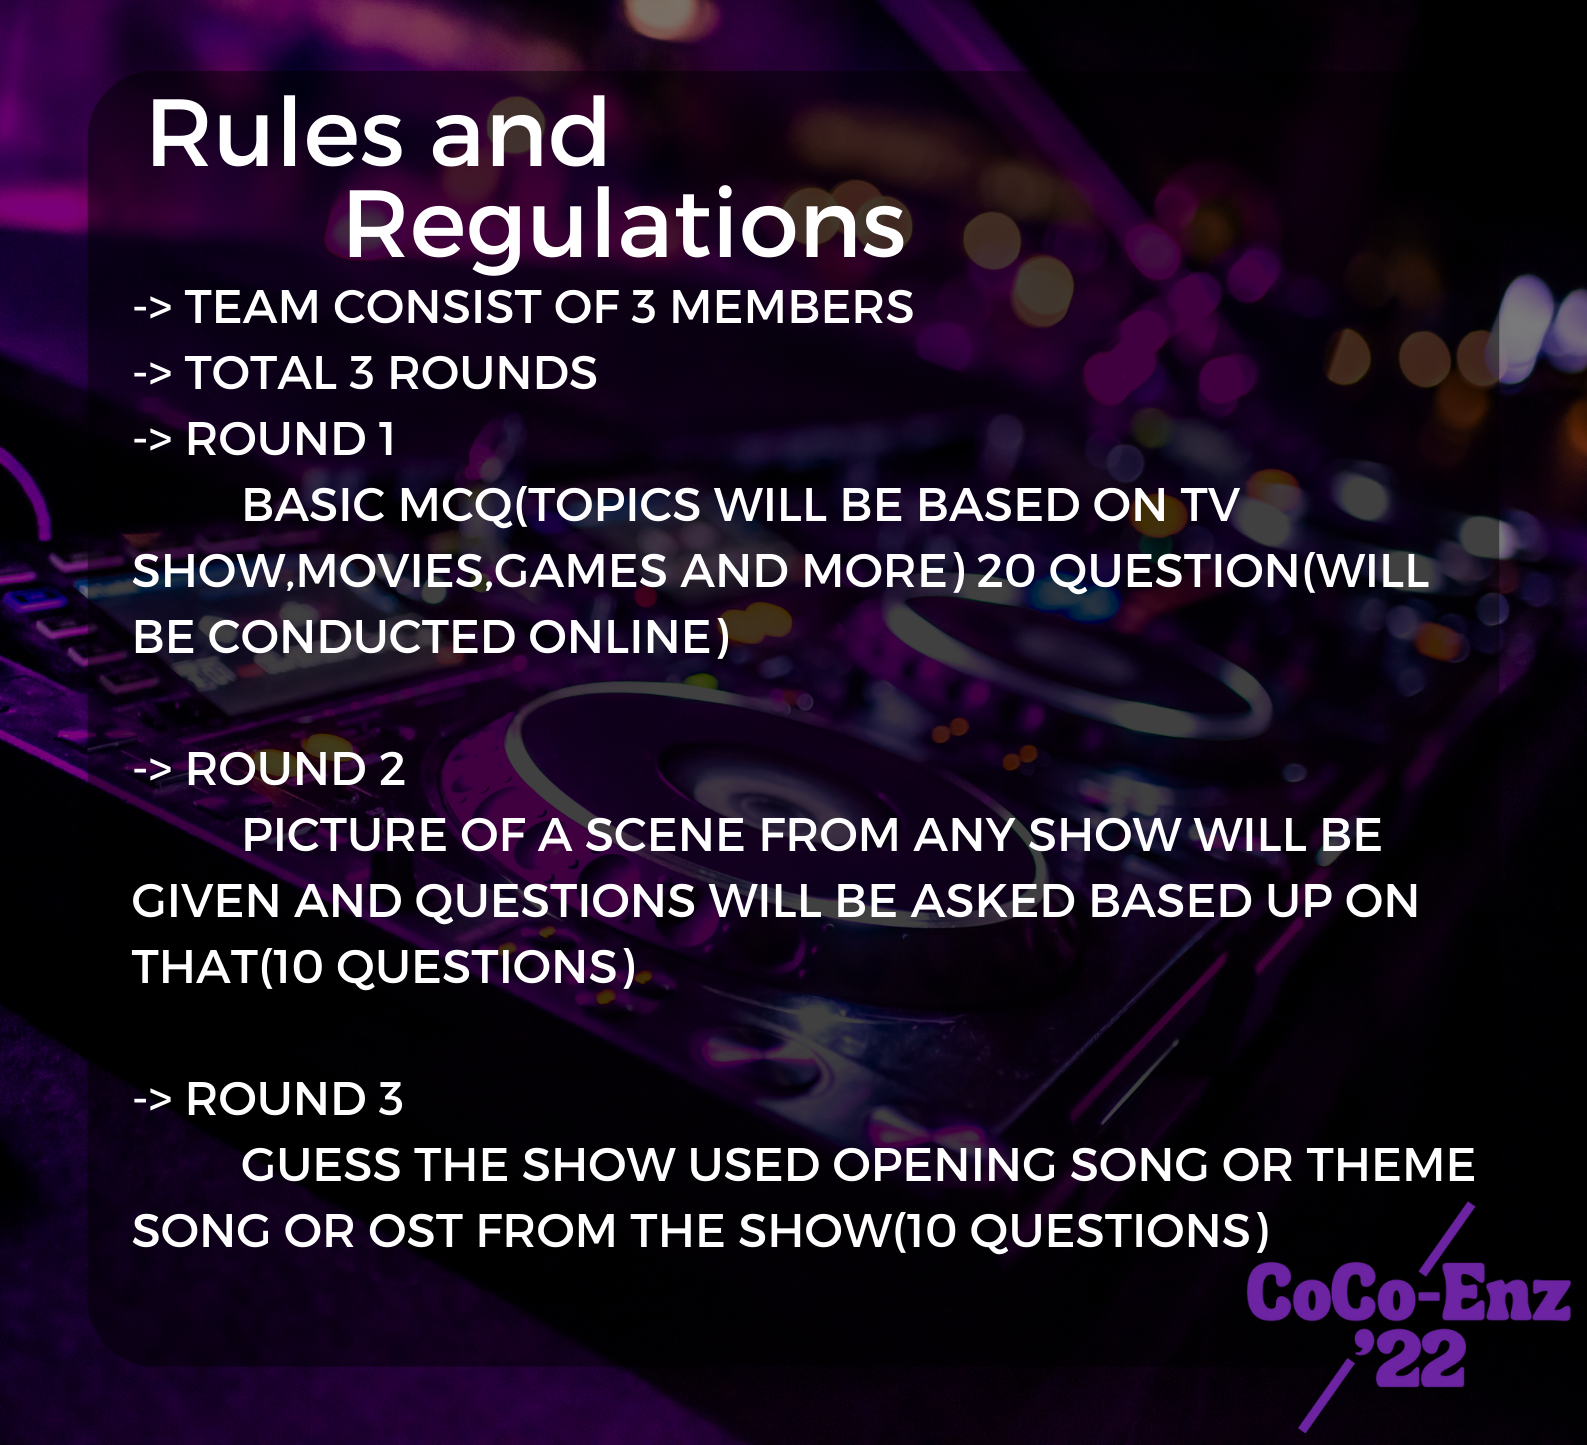 Rules and
Regulations
-> TEAM CONSIST OF 3 MEMBERS
-> TOTAL 3 ROUNDS
-> ROUND 1
BASIC MCQ(TOPICS WILL BE BASED ON TV
SHOW,MOVIES,GAMES AND MORE) 20 QUESTION(WILL
BE CONDUCTED ONLINE)
-> ROUND 2
PICTURE OF A SCENE FROM ANY SHOW WILL BE
GIVEN AND QUESTIONS WILL BE ASKED BASED UP ON
THAT(10 QUESTIONS)
-> ROUND 3
GUESS THE SHOW USED OPENING SONG OR THEME
SONG OR OST FROM THE SHOW(10 QUESTIONS)
CoCo-Enz
'22